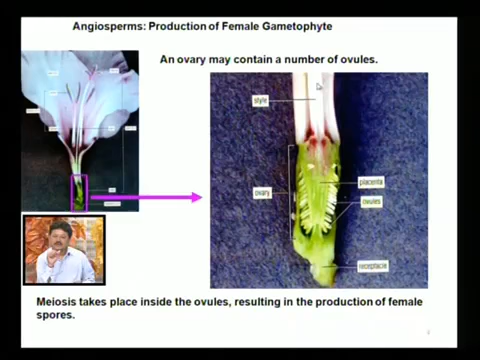 Angiosperms: Production of Female Gametophyte
An ovary may contain a number of ovules.
style
placenta
ovary
ovules
receptacle
Meiosis takes place inside the ovules, resulting in the production of female
spores.